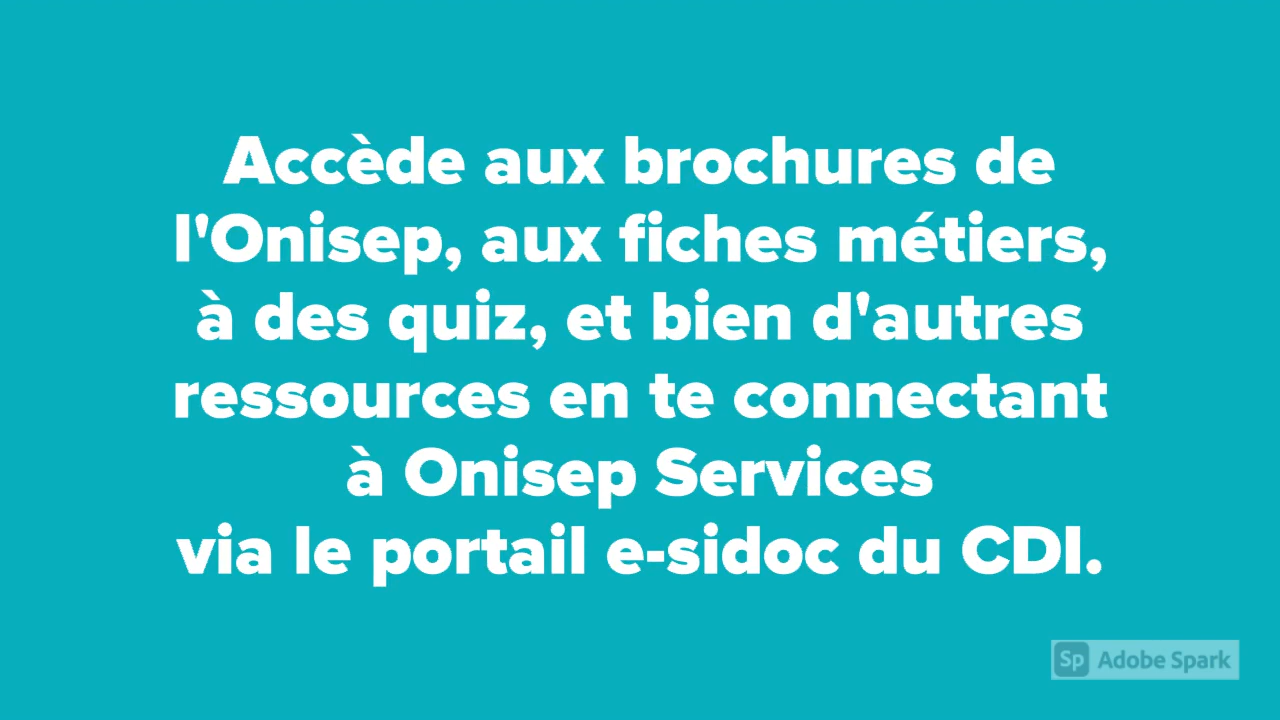 Accède aux brochures de
l'Onisep, aux fiches métiers,
à des quiz, et bien d'autres
ressources en te connectant
à Onisep Services
via le portail e-sidoc du CDI.
Sp Adobe Spark